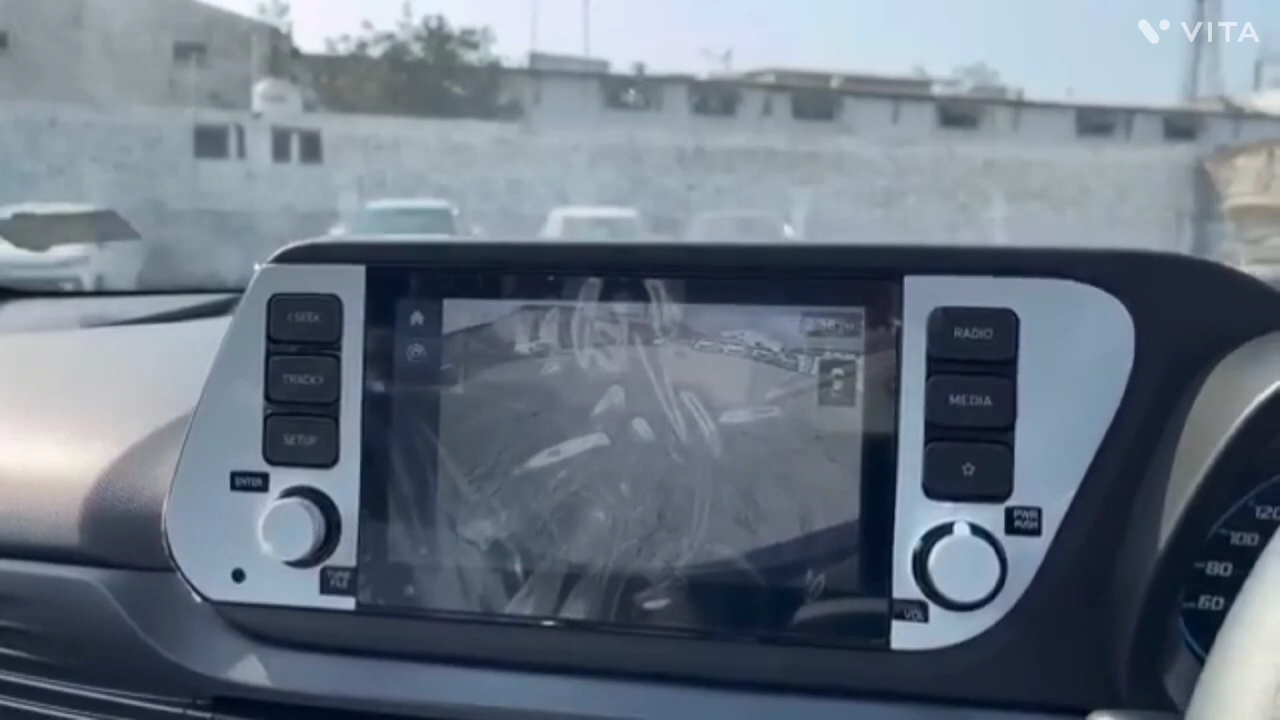 VITA
<SEEK
TRACK>
SETUP
ENTER
TUNE
FILE
RADIO
MEDIA
PWR
PUSH
VOL
120
100
80
60